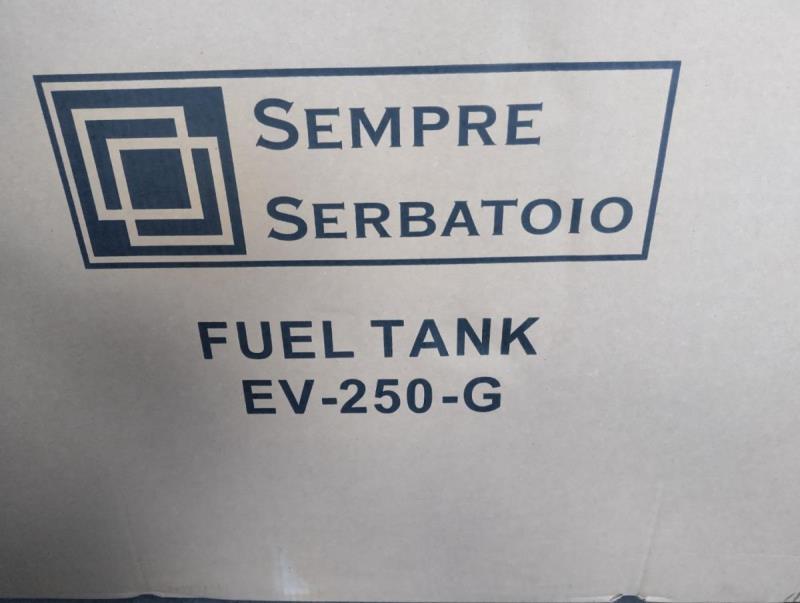 SEMPRE
SERBATOIO
FUEL TANK
EV-250-G